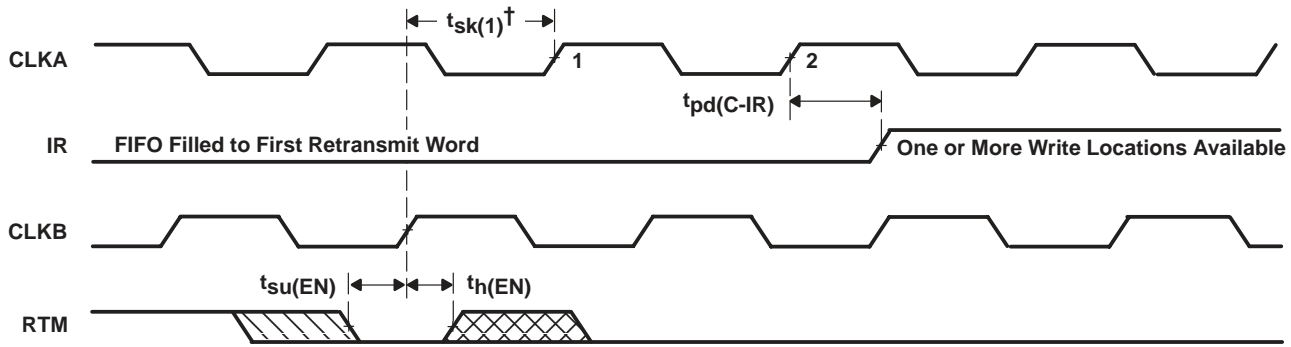 tsk(1)†
CLKA
1
2
tpd(C-IR)
IR
FIFO Filled to First Retransmit Word
One or More Write Locations Available
CLKB
tsu(EN)
th(EN)
RTM